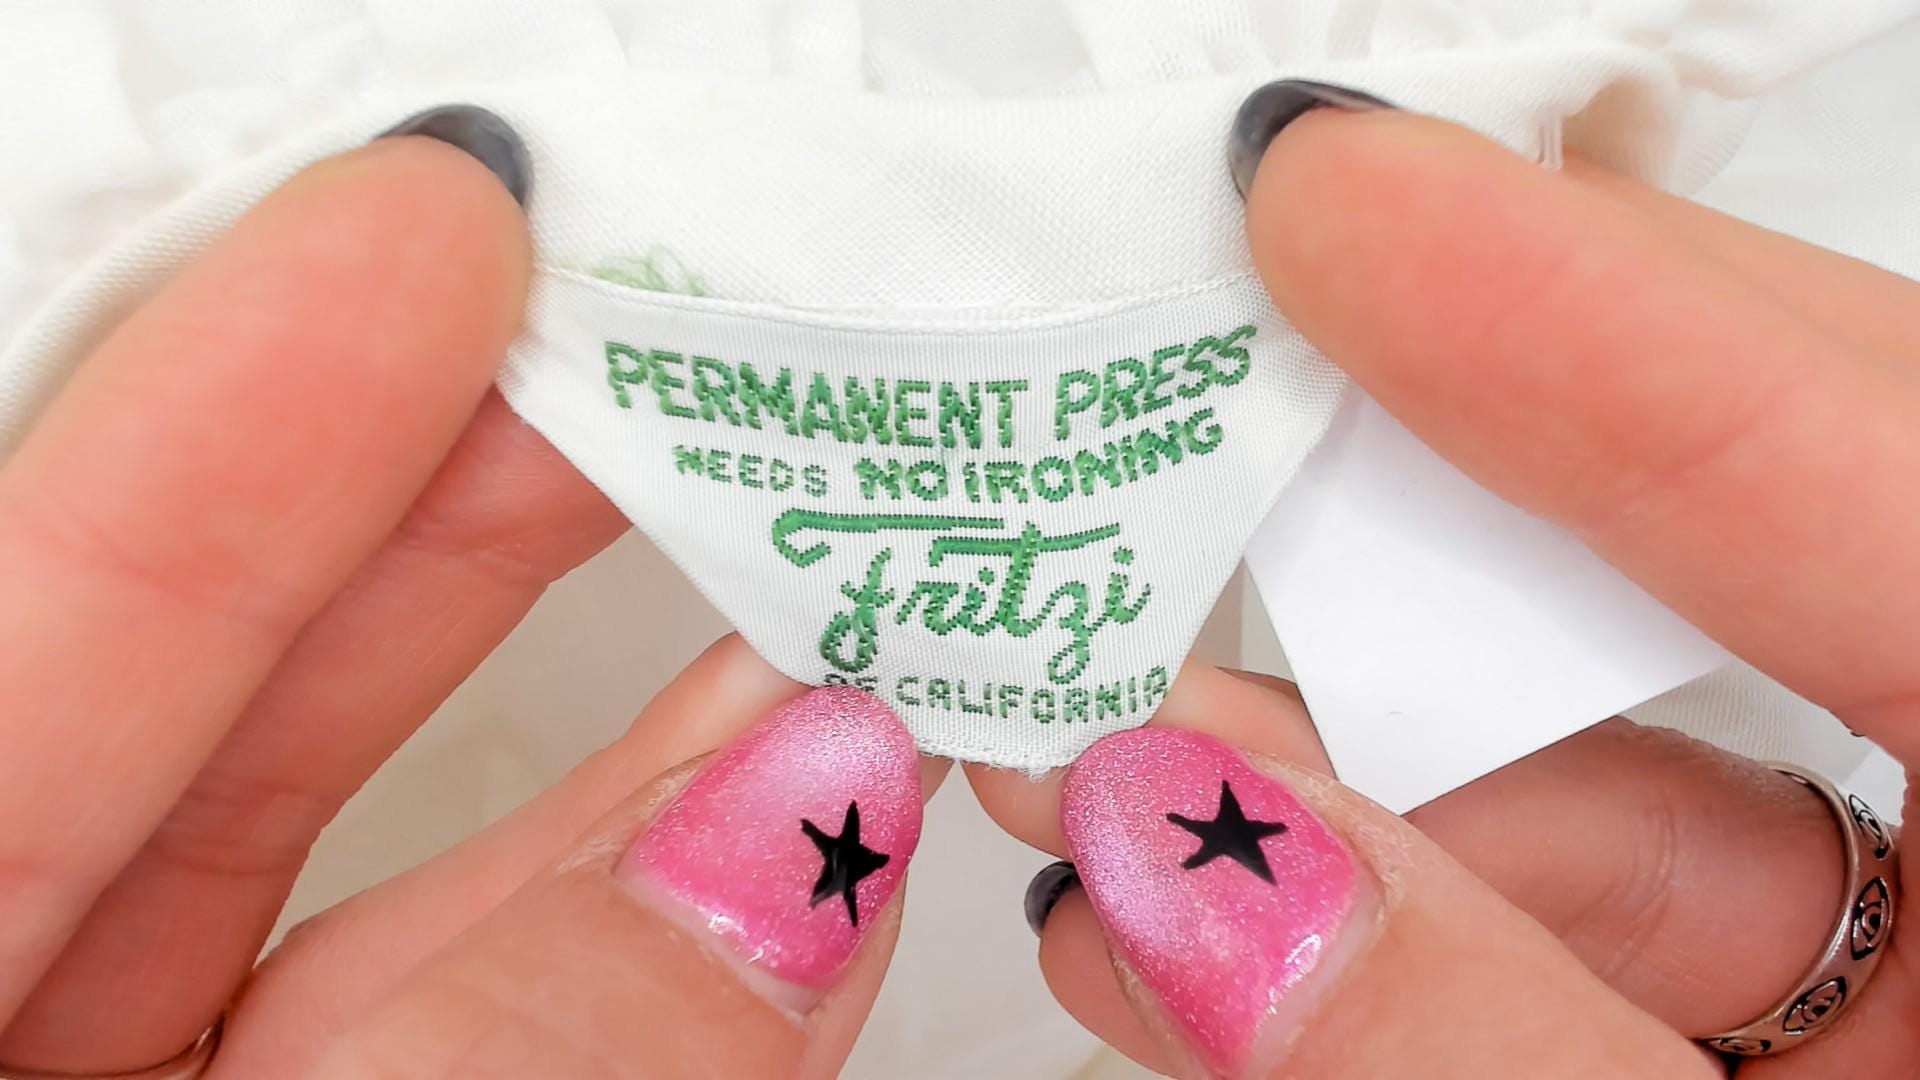 PERMANENT PRESS
NEEDS NO IRONING
Fritzi
OF CALIFORNIA